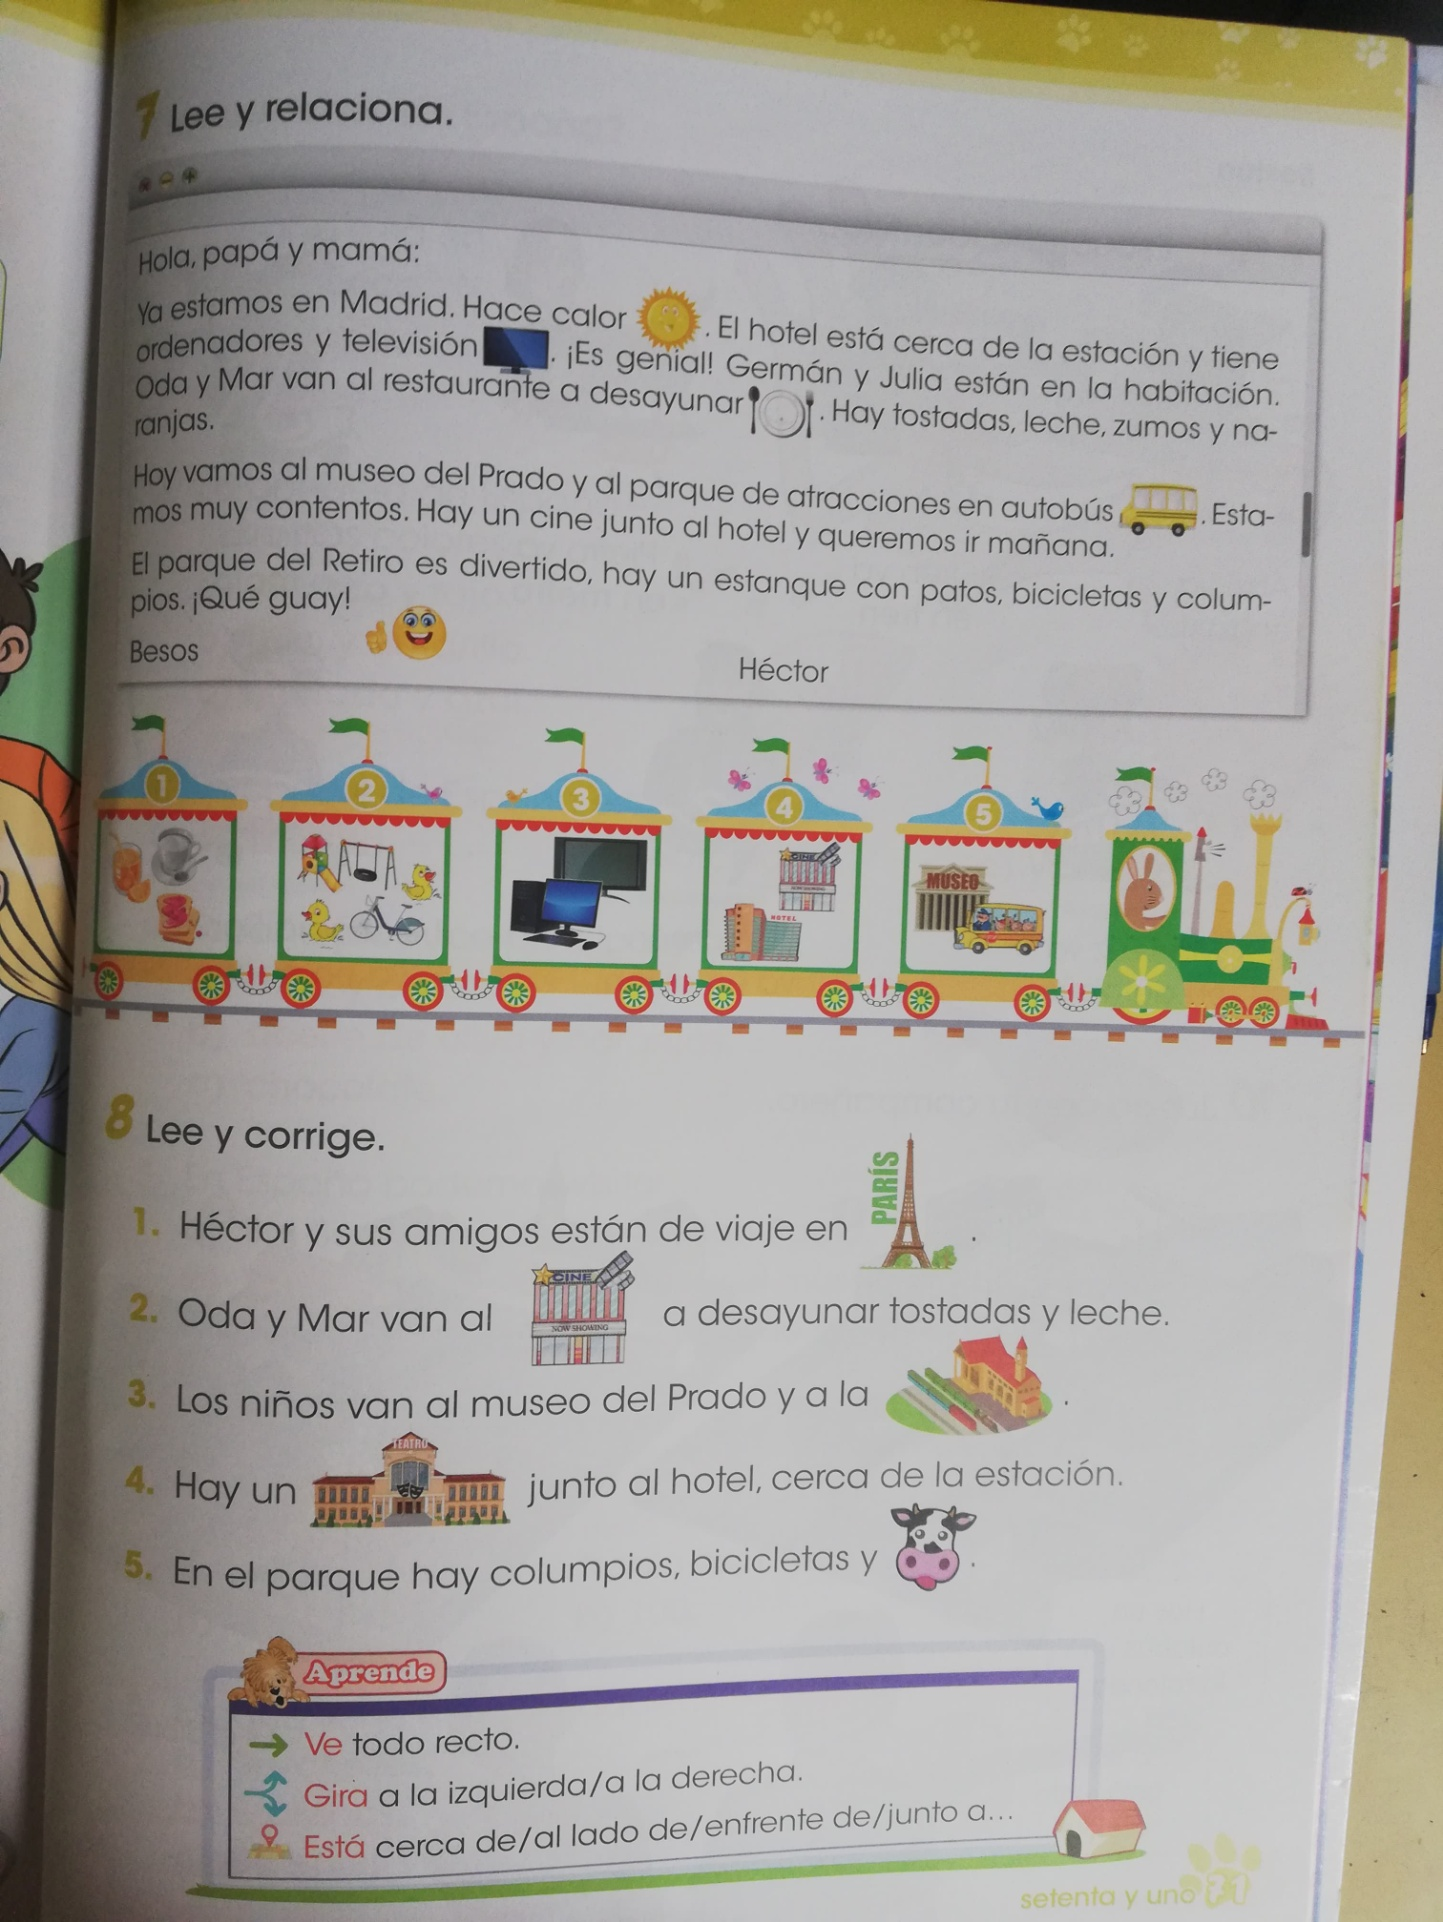 7 Lee y relaciona.
Hola, papá y mamá:
Ya estamos en Madrid. Hace calor . El hotel está cerca de la estación y tiene
ordenadores y televisión . ¡Es genial! Germán y Julia están en la habitación.
Oda y Mar van al restaurante a desayunar . Hay tostadas, leche, zumos y na-
ranjas.
Hoy vamos al museo del Prado y al parque de atracciones en autobús . Esta-
mos muy contentos. Hay un cine junto al hotel y queremos ir mañana.
El parque del Retiro es divertido, hay un estanque con patos, bicicletas y colum-
pios. ¡Qué guay!
Besos
Héctor
1
2
3
4
5
CINE
HOTEL
MUSEO
8 Lee y corrige.
PARÍS
1. Héctor y sus amigos están de viaje en .
CINE
NOW SHOWING
2. Oda y Mar van al a desayunar tostadas y leche.
3. Los niños van al museo del Prado y a la .
TEATRO
4. Hay un junto al hotel, cerca de la estación.
5. En el parque hay columpios, bicicletas y .
Aprende
Ve todo recto.
Gira a la izquierda/a la derecha.
Está cerca de/al lado de/enfrente de/junto a...
setenta y uno 71